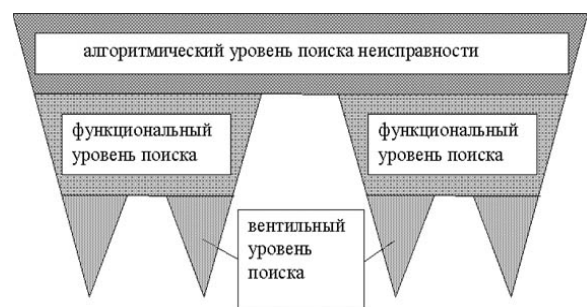 алгоритмический уровень поиска неисправности
функциональный
уровень поиска
функциональный
уровень поиска
вентильный
уровень
поиска